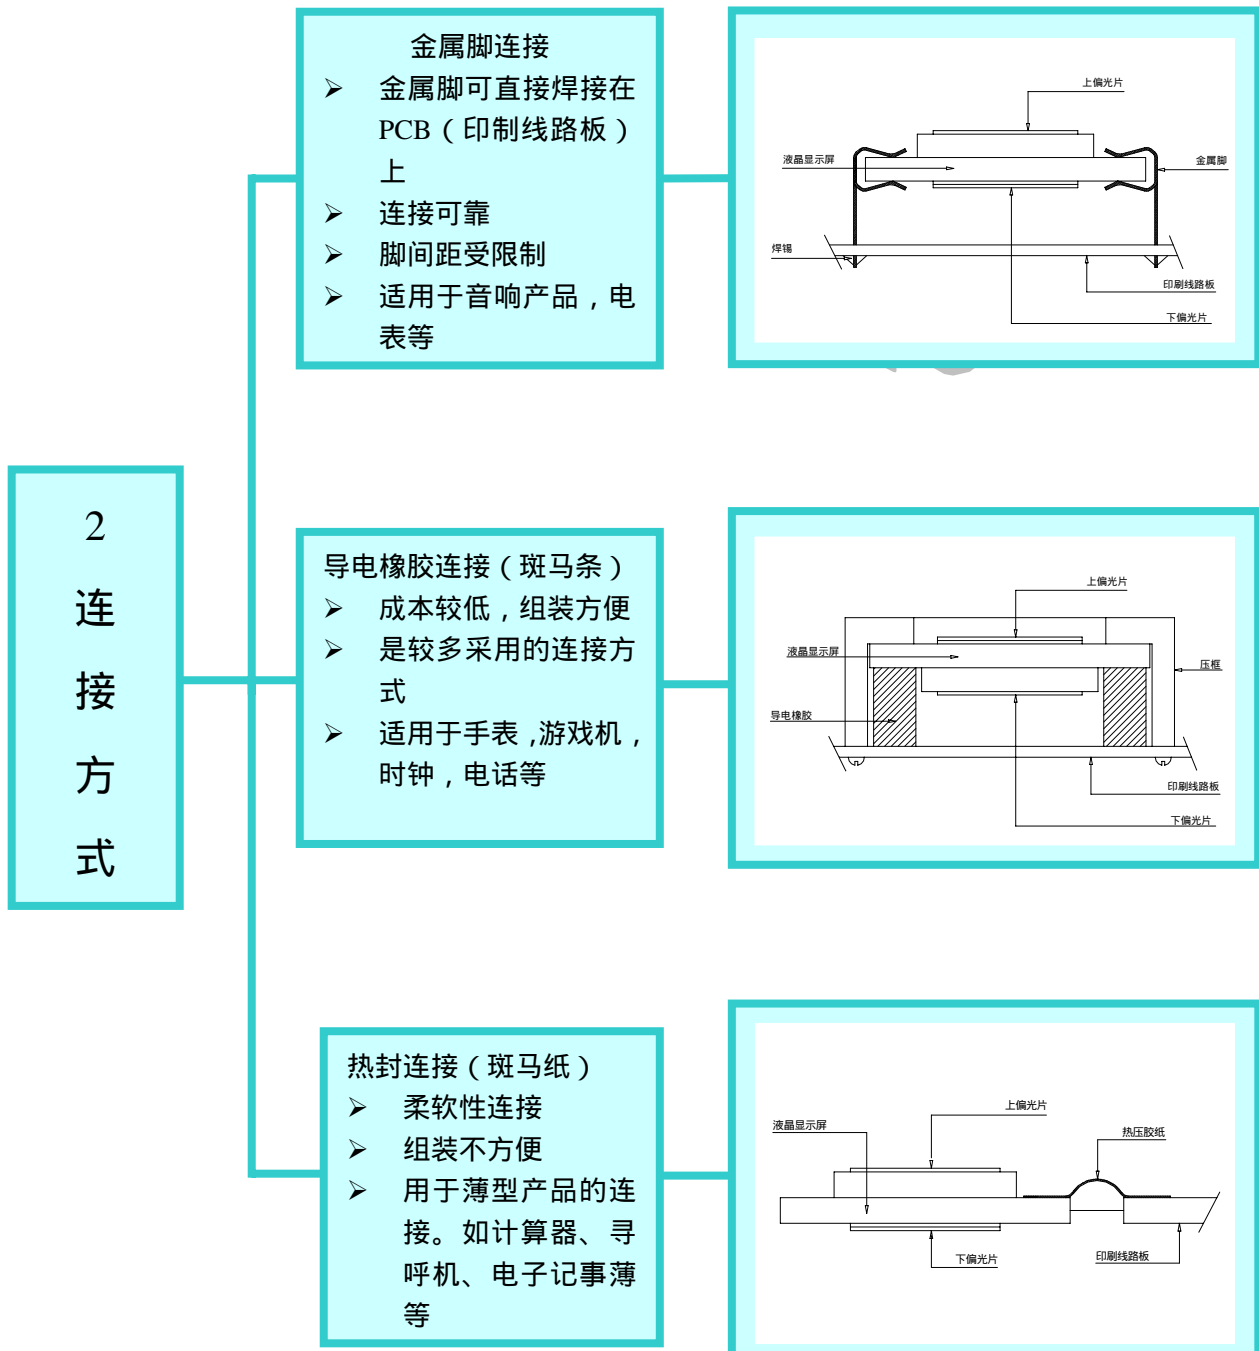 2
连
接
方
式
金属脚连接
➢ 金属脚可直接焊接在
PCB（印制线路板）
上
➢ 连接可靠
➢ 脚间距受限制
➢ 适用于音响产品，电
表等
上偏光片
液晶显示屏
金属脚
焊锡
印刷线路板
下偏光片
导电橡胶连接（斑马条）
➢ 成本较低，组装方便
➢ 是较多采用的连接方
式
➢ 适用于手表,游戏机，
时钟，电话等
上偏光片
液晶显示屏
压框
导电橡胶
印刷线路板
下偏光片
热封连接（斑马纸）
➢ 柔软性连接
➢ 组装不方便
➢ 用于薄型产品的连
接。如计算器、寻
呼机、电子记事薄
等
上偏光片
液晶显示屏
热压胶纸
下偏光片
印刷线路板